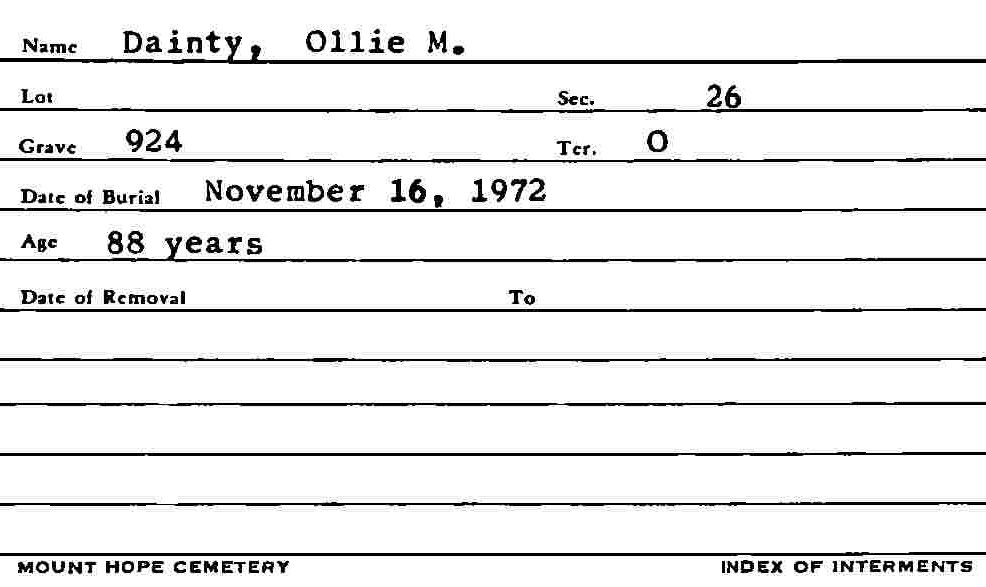 Name Dainty, Ollie M.
Lot Sec. 26
Grave 924 Ter. O
Date of Burial November 16, 1972
Age 88 years
Date of Removal To
MOUNT HOPE CEMETERY INDEX OF INTERMENTS